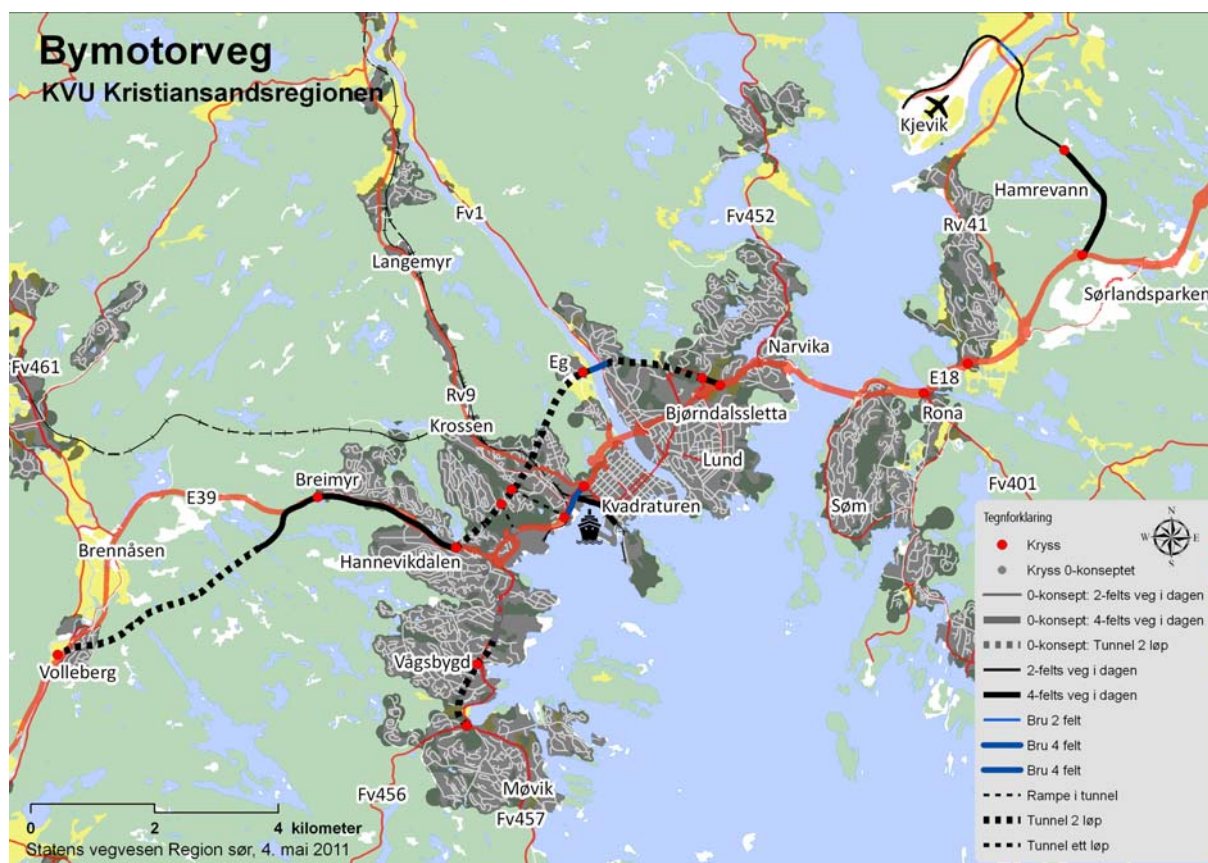 Bymotorveg
KVU Kristiansandsregionen
Kjevik
Hamrevann
Fv1
Fv452
Rv 41
Langemyr
Sørlandsparken
Narvika
Eg
Fv461
E18
Rv9
Bjørndalssletta
Rona
Krossen
Lund
Breimyr
Fv401
E39
Kvadraturen
Søm
Brennåsen
Hannevikdalen
Vågsbygd
Volleberg
Møvik
Fv456
Fv457
Tegnforklaring
N
W E
S
Kryss
Kryss 0-konseptet
0-konsept: 2-felts veg i dagen
0-konsept: 4-felts veg i dagen
0-konsept: Tunnel 2 løp
2-felts veg i dagen
4-felts veg i dagen
Bru 2 felt
Bru 4 felt
Bru 4 felt
Rampe i tunnel
Tunnel 2 løp
Tunnel ett løp
0 2 4 kilometer
Statens vegvesen Region sør, 4. mai 2011